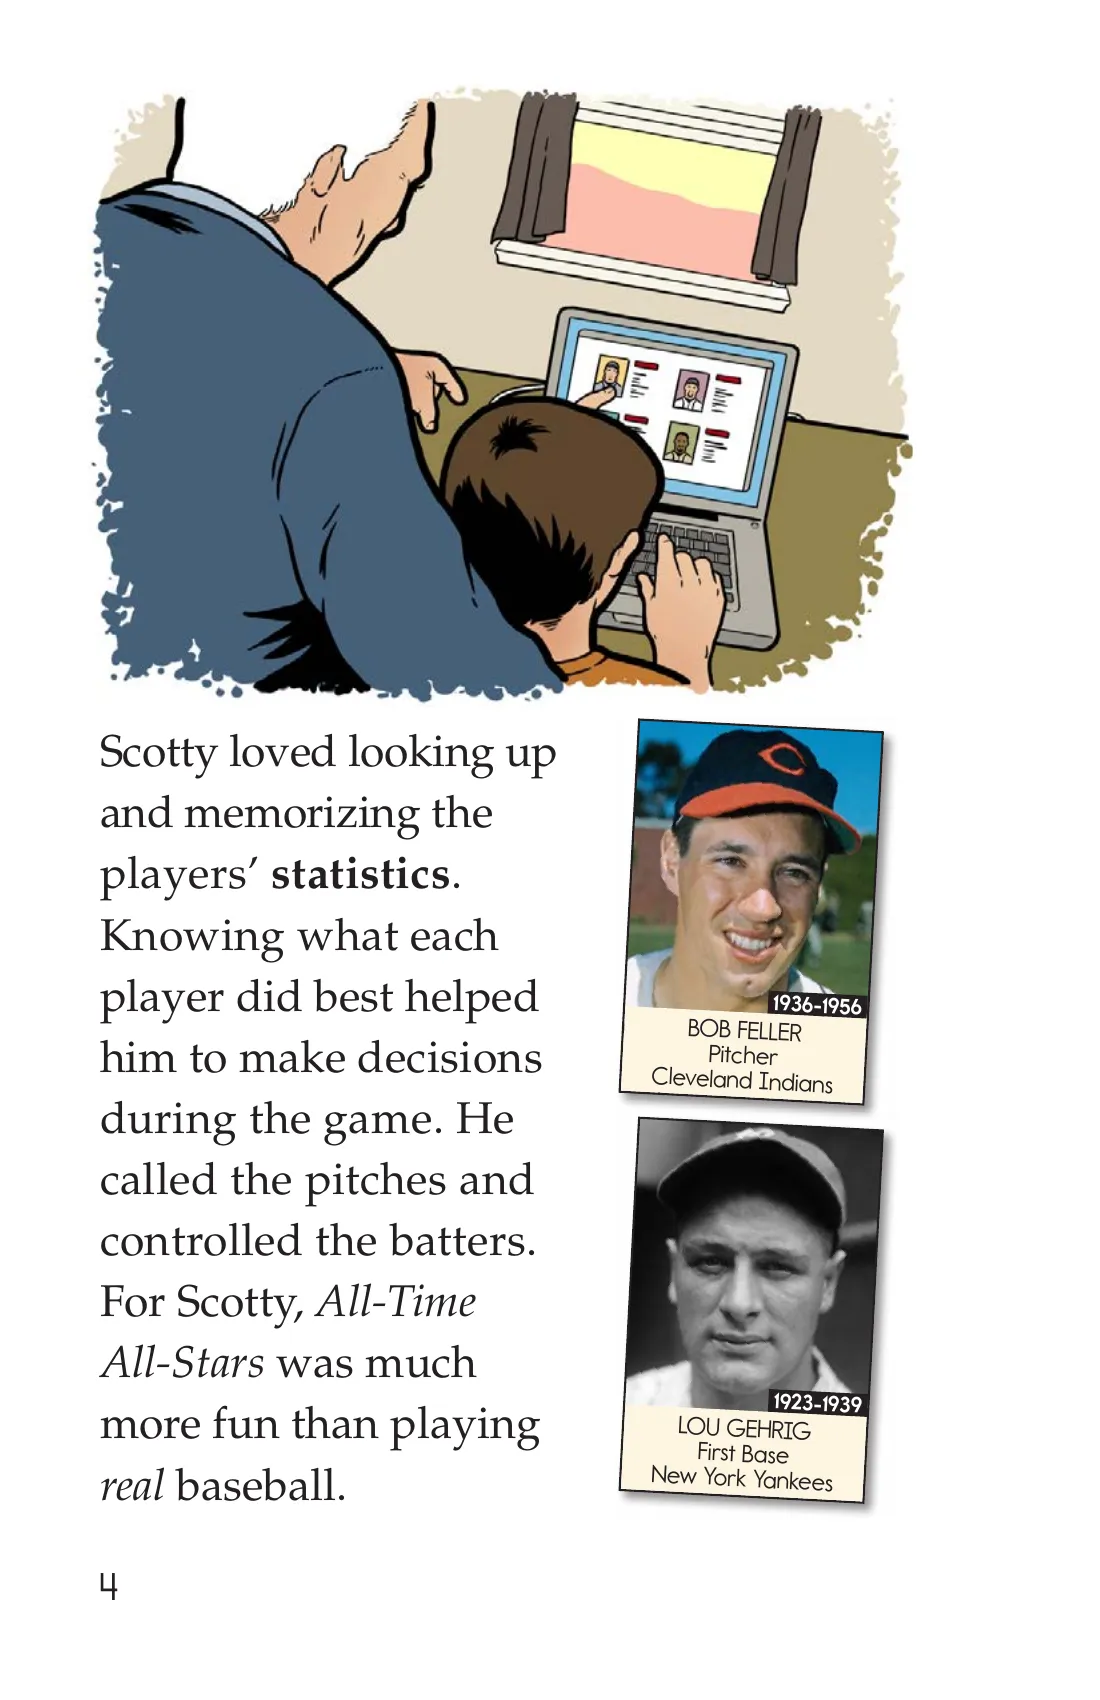 Scotty loved looking up
and memorizing the
players’ statistics.
Knowing what each
player did best helped
him to make decisions
during the game. He
called the pitches and
controlled the batters.
For Scotty, All-Time
All-Stars was much
more fun than playing
real baseball.
C
1936-1956
BOB FELLER
Pitcher
Cleveland Indians
1923-1939
LOU GEHRIG
First Base
New York Yankees
4